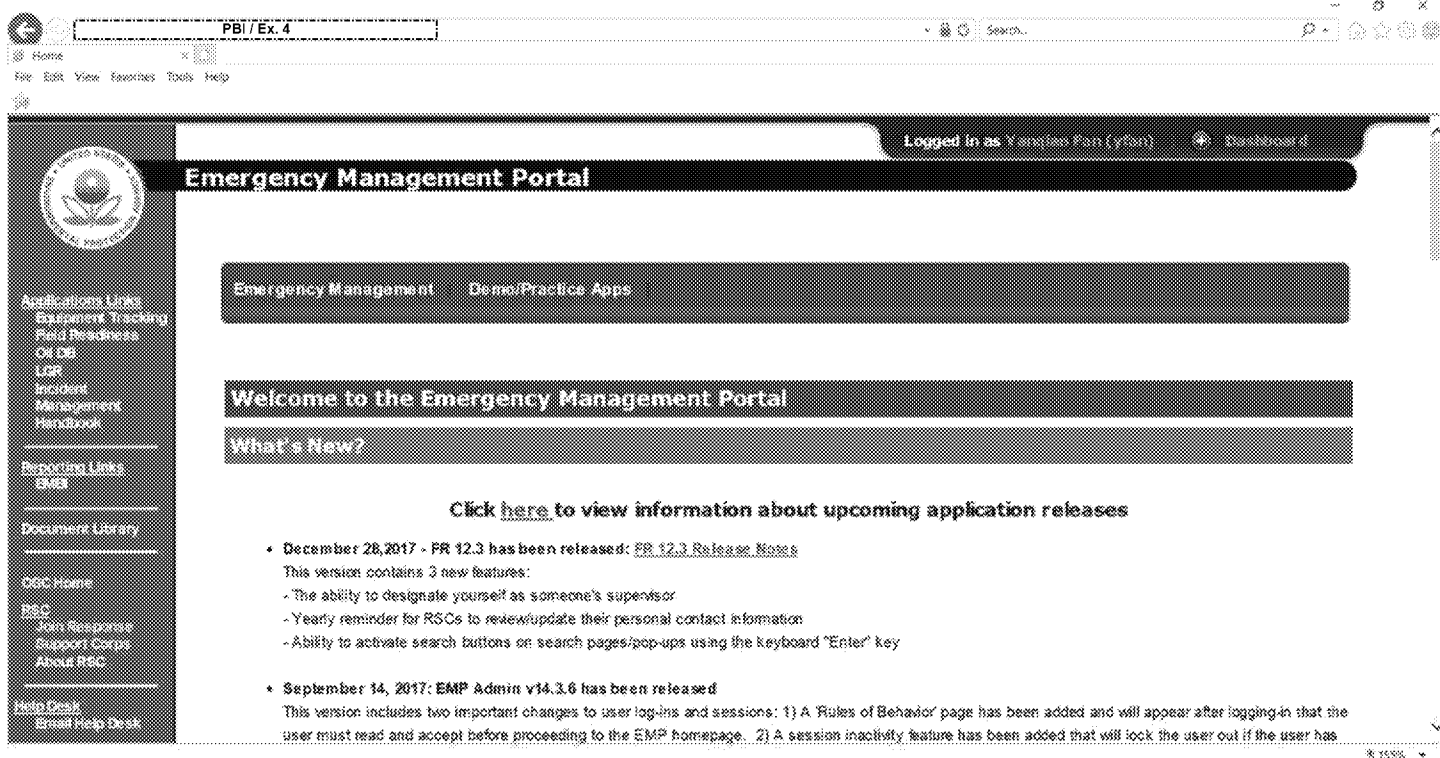 PBI / Ex. 4
Search...
Home
File Edit View Favorites Tools Help
Logged in as Yanqian Fan (yfan) Dashboard
Emergency Management Portal
Emergency Management Demo/Practice Apps
Applications Links
Equipment Tracking
Field Readiness
Oil DB
LGR
Incident
Management
Handbook
Reporting Links
EMBI
Document Library
OSC Home
RSC
Join Response
Support Corps
About RSC
Help Desk
Email Help Desk
Welcome to the Emergency Management Portal
What's New?
Click here to view information about upcoming application releases
• December 28,2017 - FR 12.3 has been released: FR 12.3 Release Notes
This version contains 3 new features:
- The ability to designate yourself as someone's supervisor
- Yearly reminder for RSCs to review/update their personal contact information
- Ability to activate search buttons on search pages/pop-ups using the keyboard "Enter" key
• September 14, 2017: EMP Admin v14.3.6 has been released
This version includes two important changes to user log-ins and sessions: 1) A 'Rules of Behavior' page has been added and will appear after logging-in that the
user must read and accept before proceeding to the EMP homepage. 2) A session inactivity feature has been added that will lock the user out if the user has